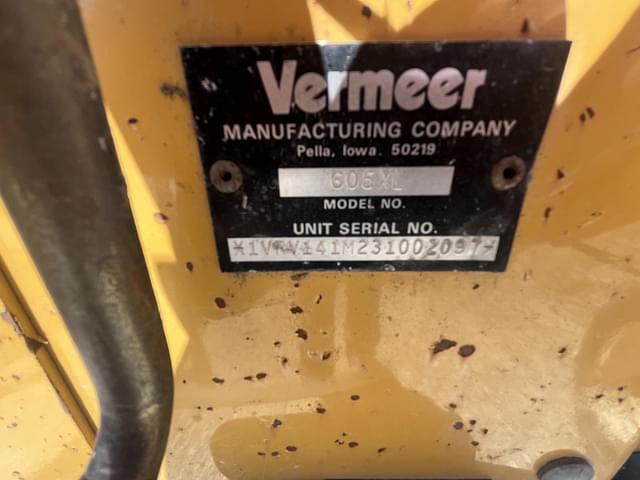 Vermeer
MANUFACTURING COMPANY
Pella, Iowa. 50219
605XL
MODEL NO.
UNIT SERIAL NO.
*1VRV141M231002097*